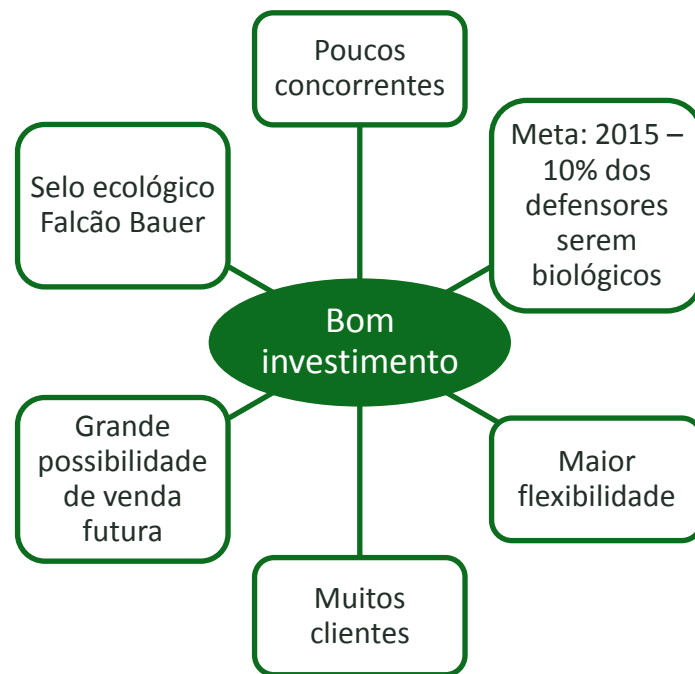 Poucos
concorrentes
Meta: 2015 –
10% dos
defensores
serem
biológicos
Selo ecológico
Falcão Bauer
Bom
investimento
Grande
possibilidade
de venda
futura
Maior
flexibilidade
Muitos
clientes